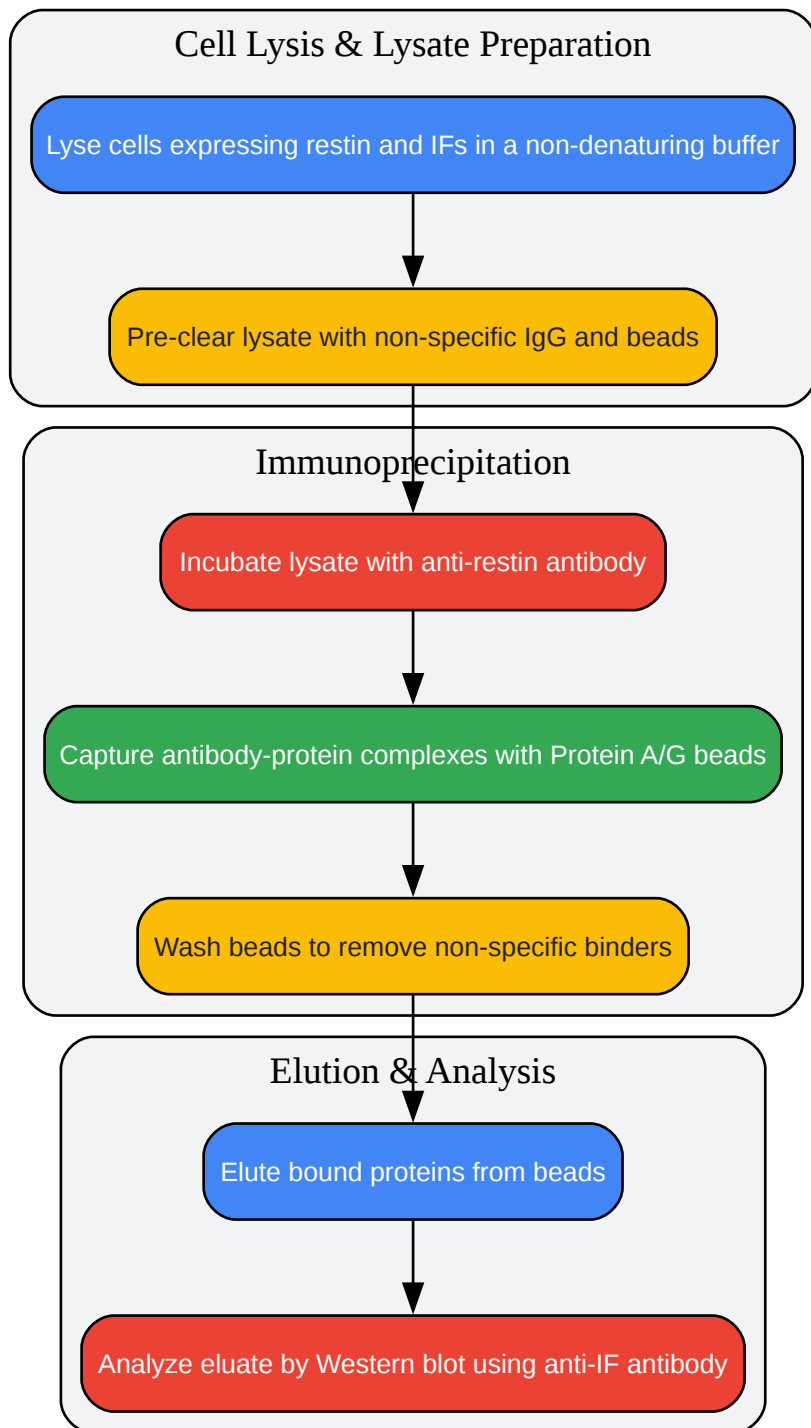 Cell Lysis & Lysate Preparation
Lyse cells expressing restin and IFs in a non-denaturing buffer
Pre-clear lysate with non-specific IgG and beads
Immunoprecipitation
Incubate lysate with anti-restin antibody
Capture antibody-protein complexes with Protein A/G beads
Wash beads to remove non-specific binders
Elution & Analysis
Elute bound proteins from beads
Analyze eluate by Western blot using anti-IF antibody